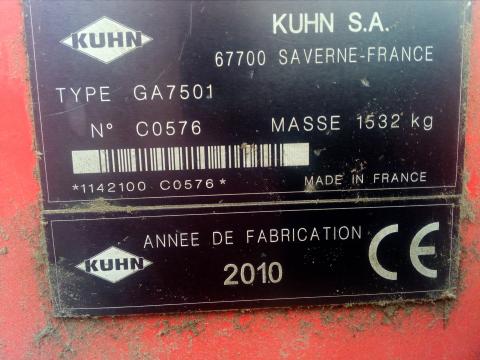 KUHN
KUHN S.A.
67700 SAVERNE-FRANCE
TYPE GA7501
N° C0576 MASSE 1532 kg
*1142100 C0576*
MADE IN FRANCE
KUHN
ANNEE DE FABRICATION
2010
CE